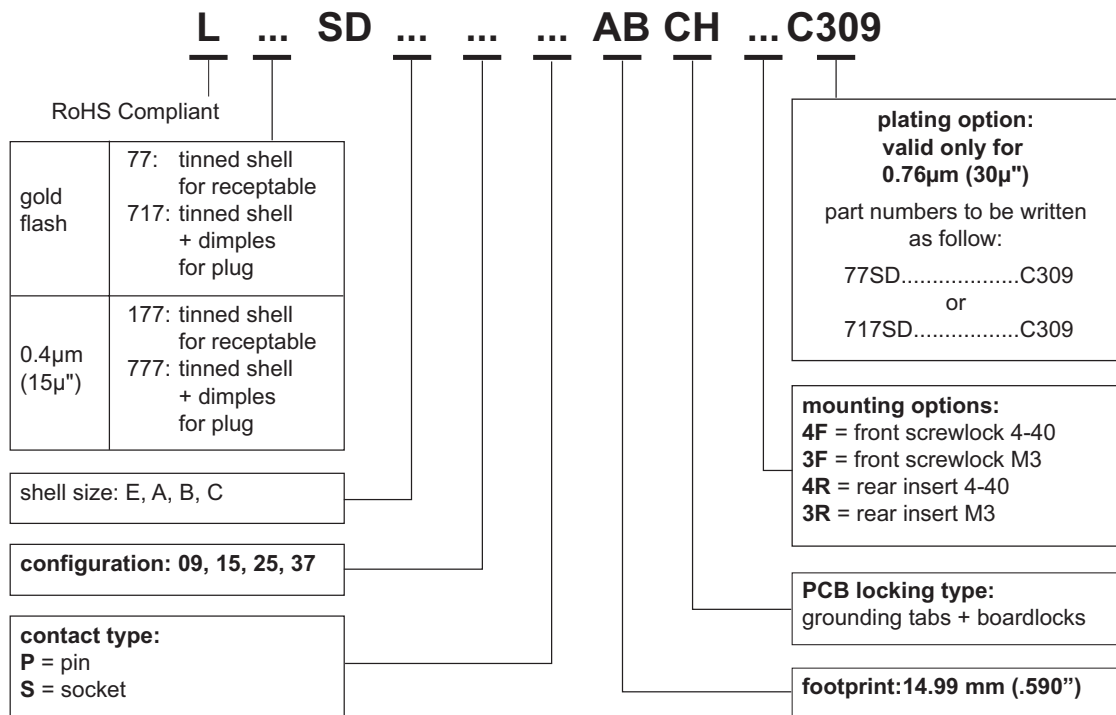 L ... SD ... ... ... AB CH ... C309
RoHS Compliant
gold
flash
77: tinned shell
for receptable
717: tinned shell
+ dimples
for plug
0.4µm
(15µ")
177: tinned shell
for receptable
777: tinned shell
+ dimples
for plug
shell size: E, A, B, C
configuration: 09, 15, 25, 37
contact type:
P = pin
S = socket
plating option:
valid only for
0.76µm (30µ")
part numbers to be written
as follow:
77SD..................C309
or
717SD................C309
mounting options:
4F = front screwlock 4-40
3F = front screwlock M3
4R = rear insert 4-40
3R = rear insert M3
PCB locking type:
grounding tabs + boardlocks
footprint:14.99 mm (.590”)